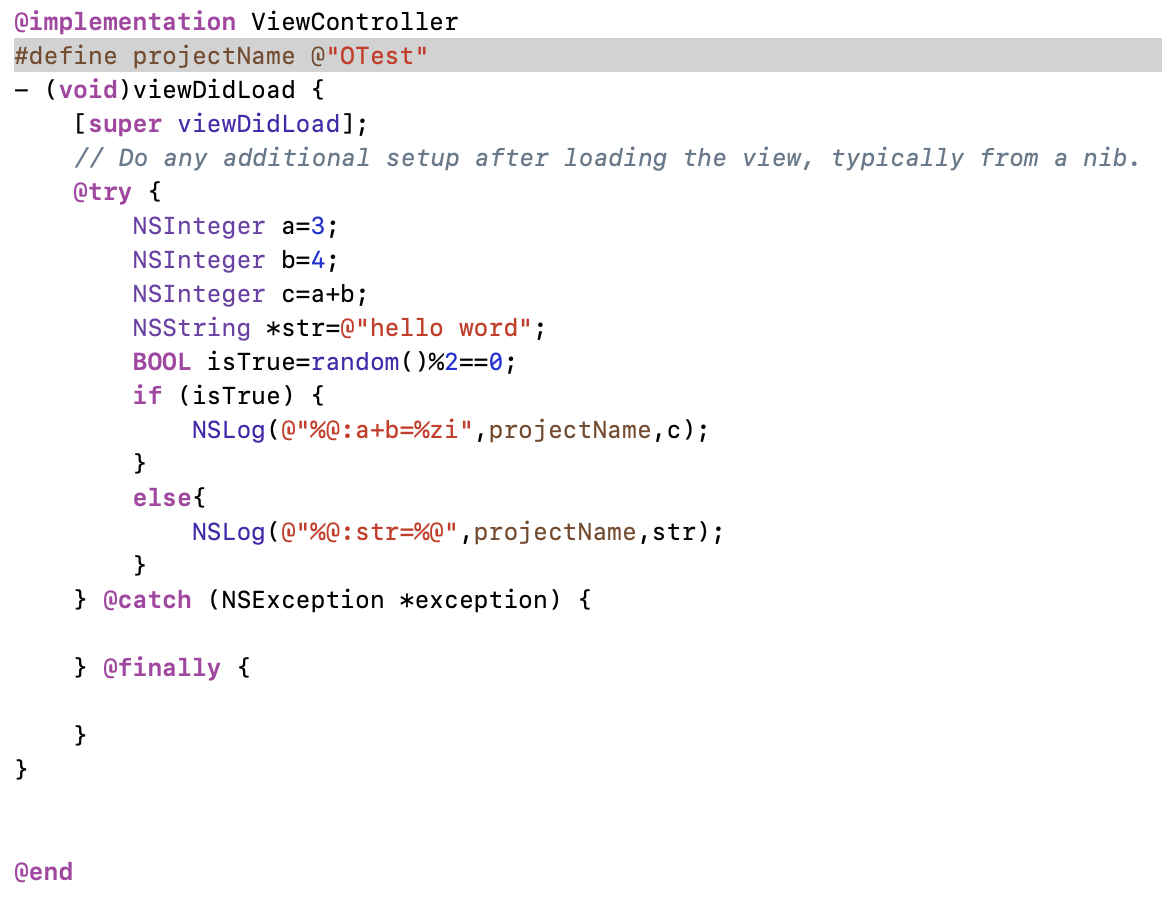 @implementation ViewController
#define projectName @"OTest"
- (void)viewDidLoad {
    [super viewDidLoad];
    // Do any additional setup after loading the view, typically from a nib.
    @try {
        NSInteger a=3;
        NSInteger b=4;
        NSInteger c=a+b;
        NSString *str=@"hello word";
        BOOL isTrue=random()%2==0;
        if (isTrue) {
            NSLog(@"%@:a+b=%zi",projectName,c);
        }
        else{
            NSLog(@"%@:str=%@",projectName,str);
        }
    } @catch (NSException *exception) {
    } @finally {
    }
}
@end